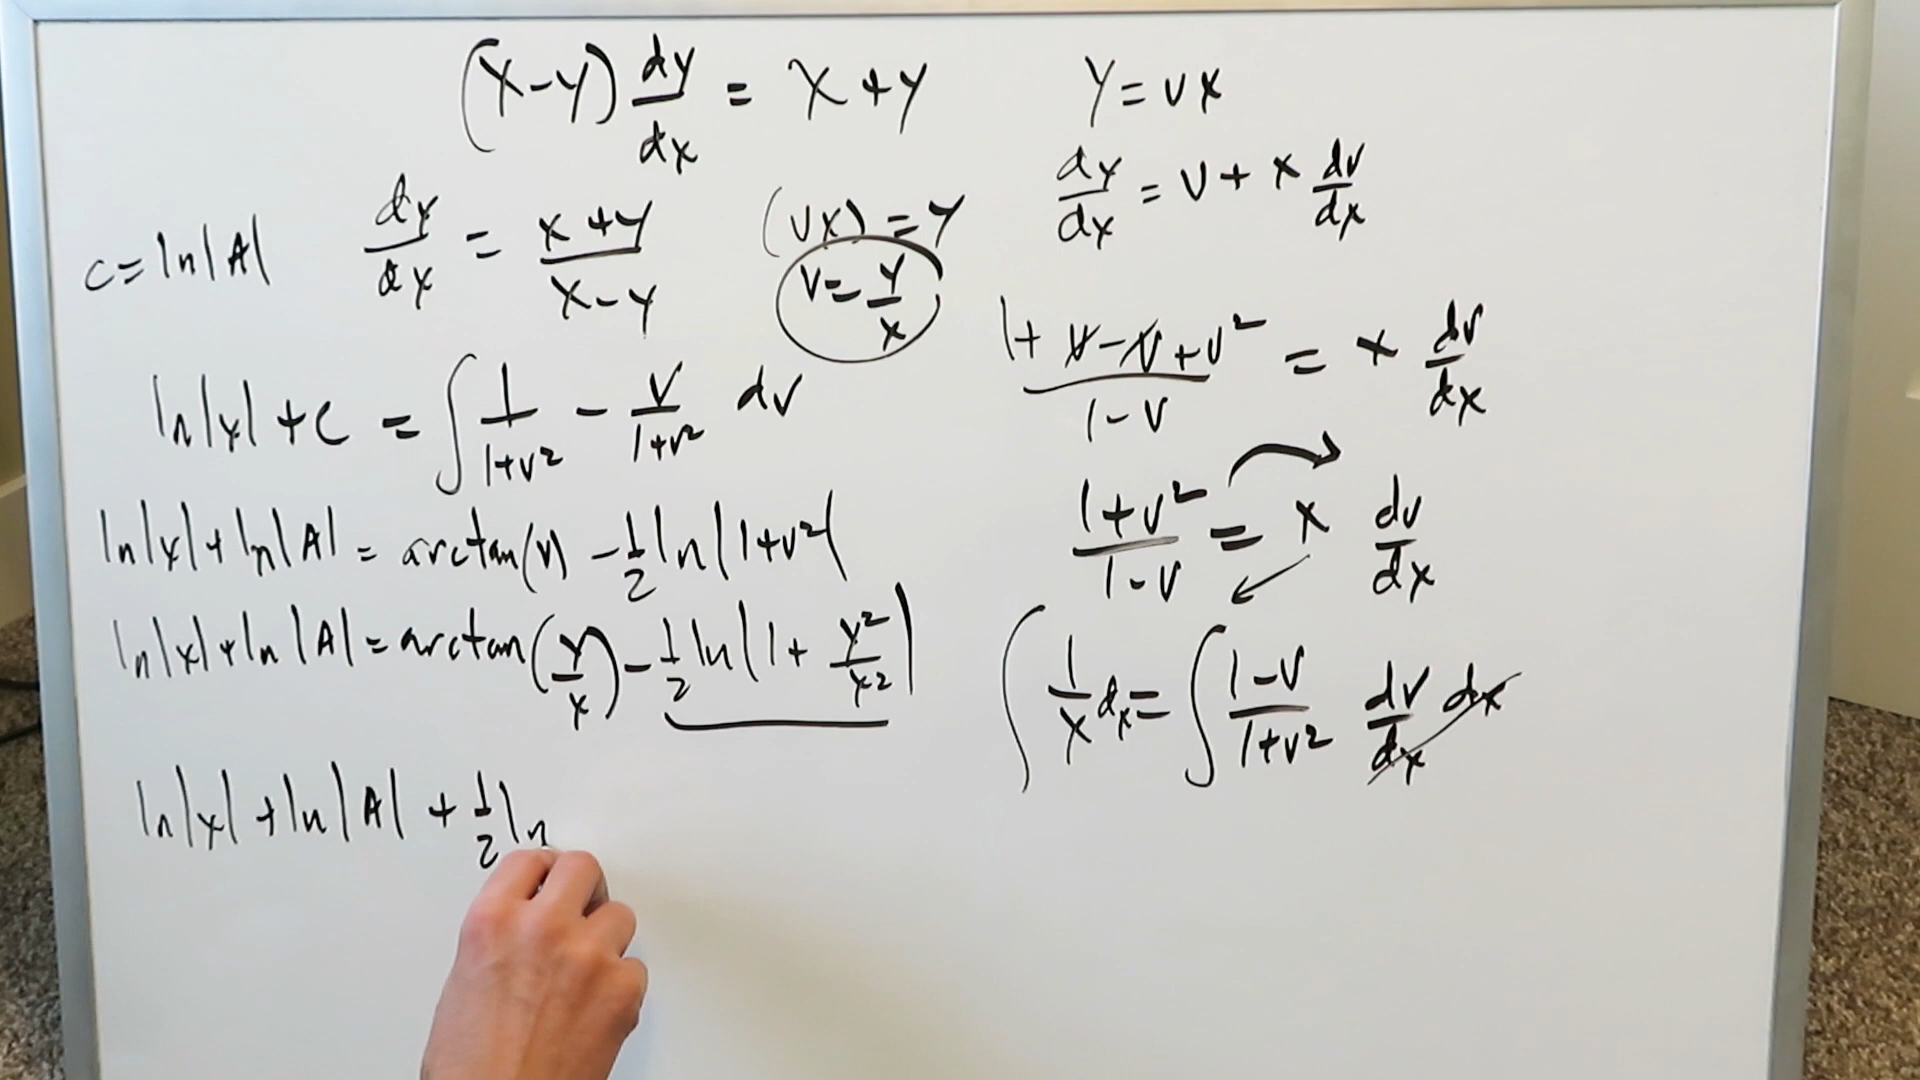 (x-y) dy/dx = x+y
y = vx
dy/dx = v + x dv/dx
c = ln|A|
dy/dx = x+y/x-y
(vx) = y
v = y/x
1+v-v+v²/1-v = x dv/dx
ln|x| + c = ∫ 1/1+v² - v/1+v² dv
1+v²/1-v = x dv/dx
ln|x| + ln|A| = arctan(v) - 1/2 ln|1+v²|
ln|x| + ln|A| = arctan(y/x) - 1/2 ln|1+ y²/x²|
∫ 1/x dx = ∫ 1-v/1+v² dv/dx dx
ln|x| + ln|A| + 1/2 ln